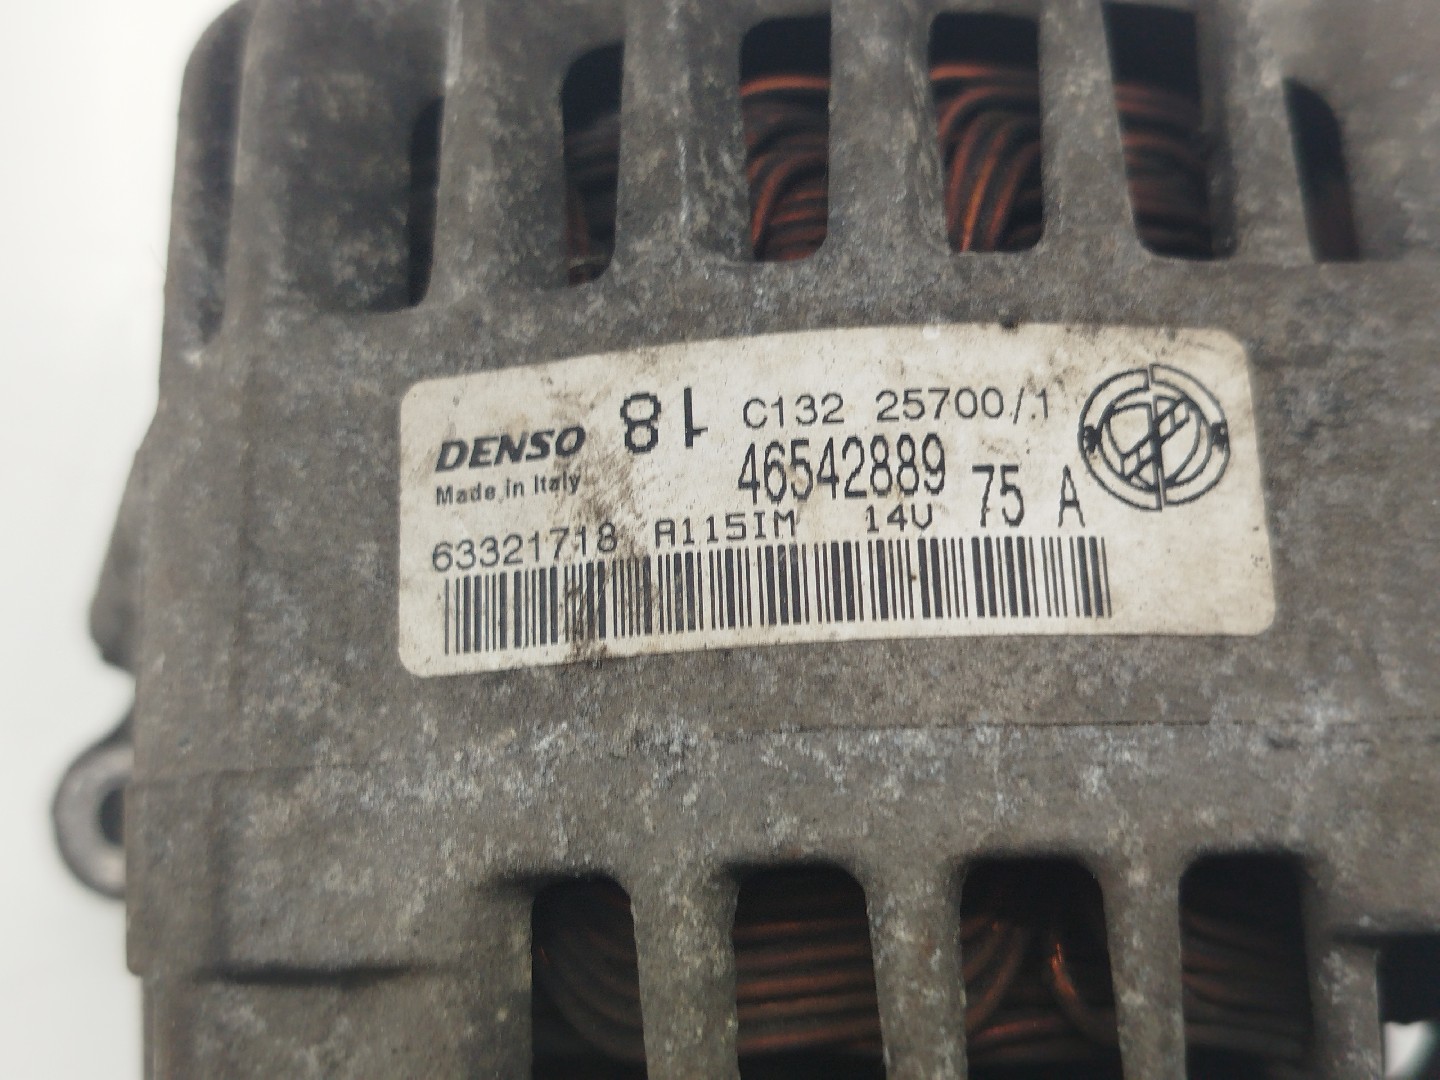 DENSO 81 C132 25700/.1
Made in Italy 46542889 75 A
63321718 A115IM 14V